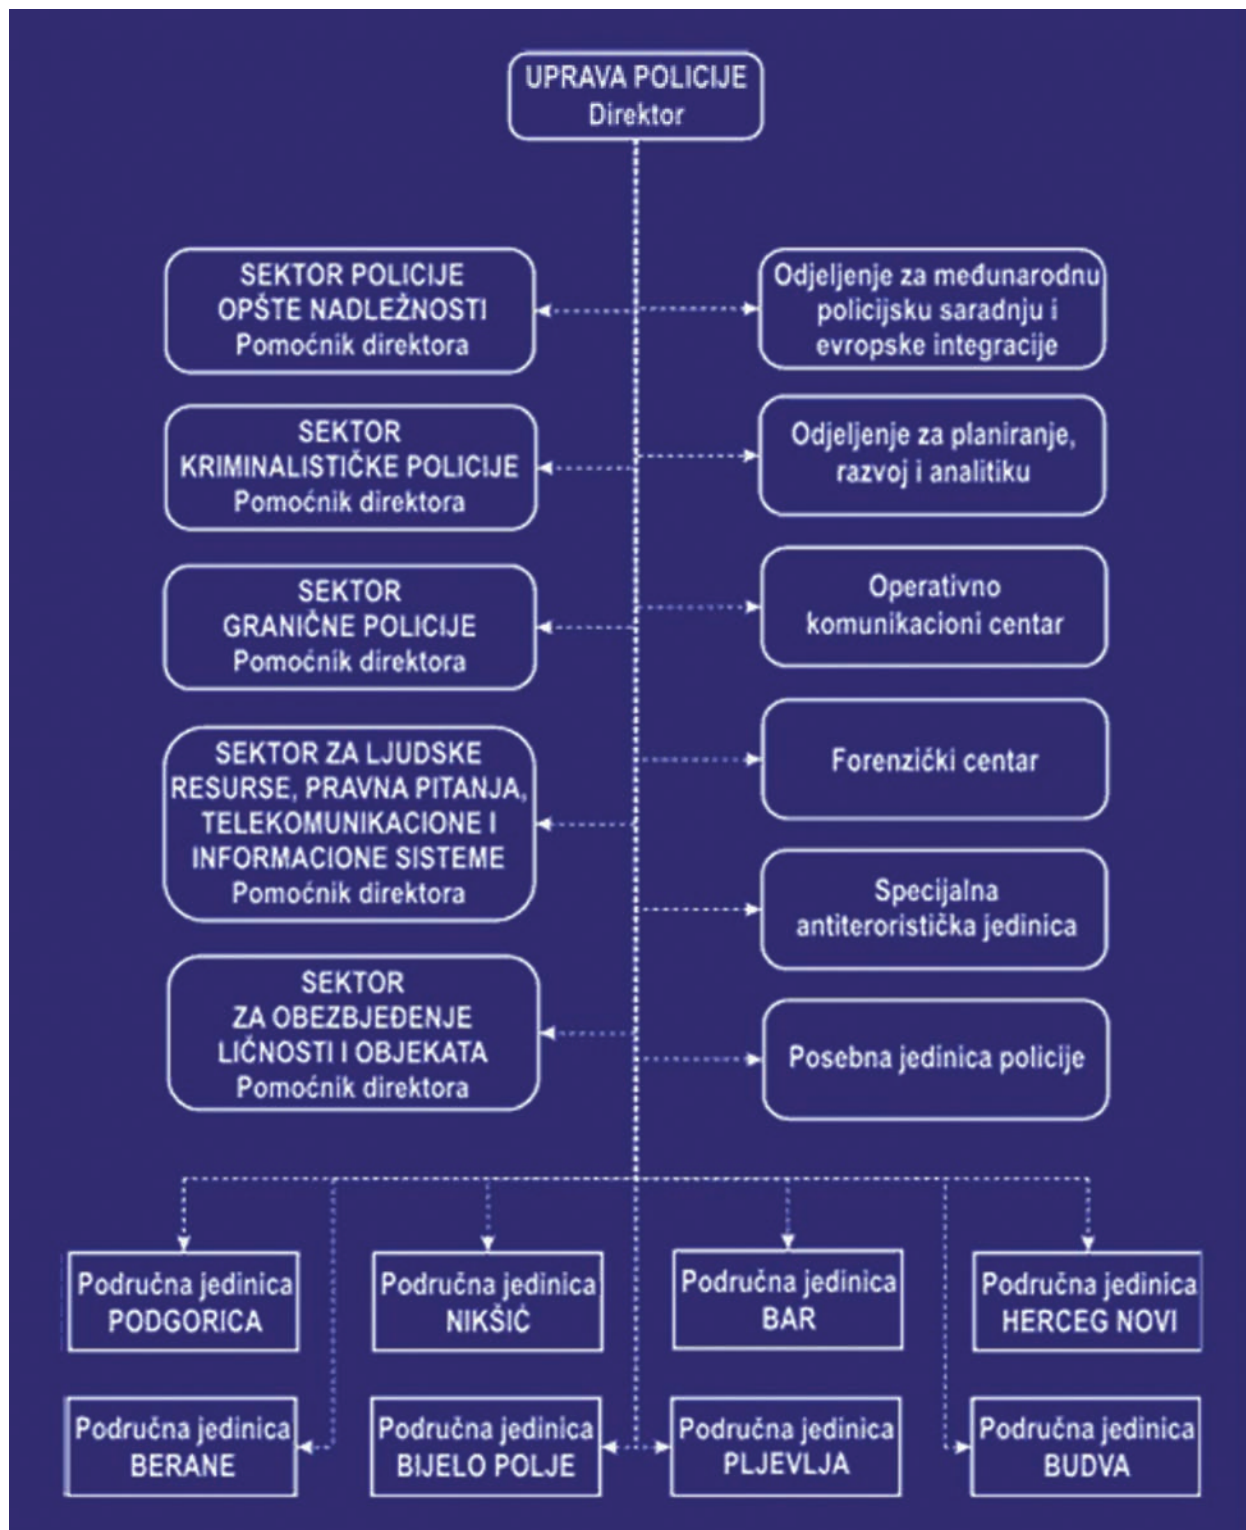 UPRAVA POLICIJE
Direktor
SEKTOR POLICIJE
OPŠTE NADLEŽNOSTI
Pomoćnik direktora
SEKTOR
KRIMINALISTIČKE POLICIJE
Pomoćnik direktora
SEKTOR
GRANIČNE POLICIJE
Pomoćnik direktora
SEKTOR ZA LJUDSKE
RESURSE, PRAVNA PITANJA,
TELEKOMUNIKACIONE I
INFORMACIONE SISTEME
Pomoćnik direktora
SEKTOR
ZA OBEZBJEĐENJE
LIČNOSTI I OBJEKATA
Pomoćnik direktora
Odjeljenje za međunarodnu
policijsku saradnju i
evropske integracije
Odjeljenje za planiranje,
razvoj i analitiku
Operativno
komunikacioni centar
Forenzički centar
Specijalna
antiteroristička jedinica
Posebna jedinica policije
Područna jedinica
PODGORICA
Područna jedinica
NIKŠIĆ
Područna jedinica
BAR
Područna jedinica
HERCEG NOVI
Područna jedinica
BERANE
Područna jedinica
BIJELO POLJE
Područna jedinica
PLJEVLJA
Područna jedinica
BUDVA